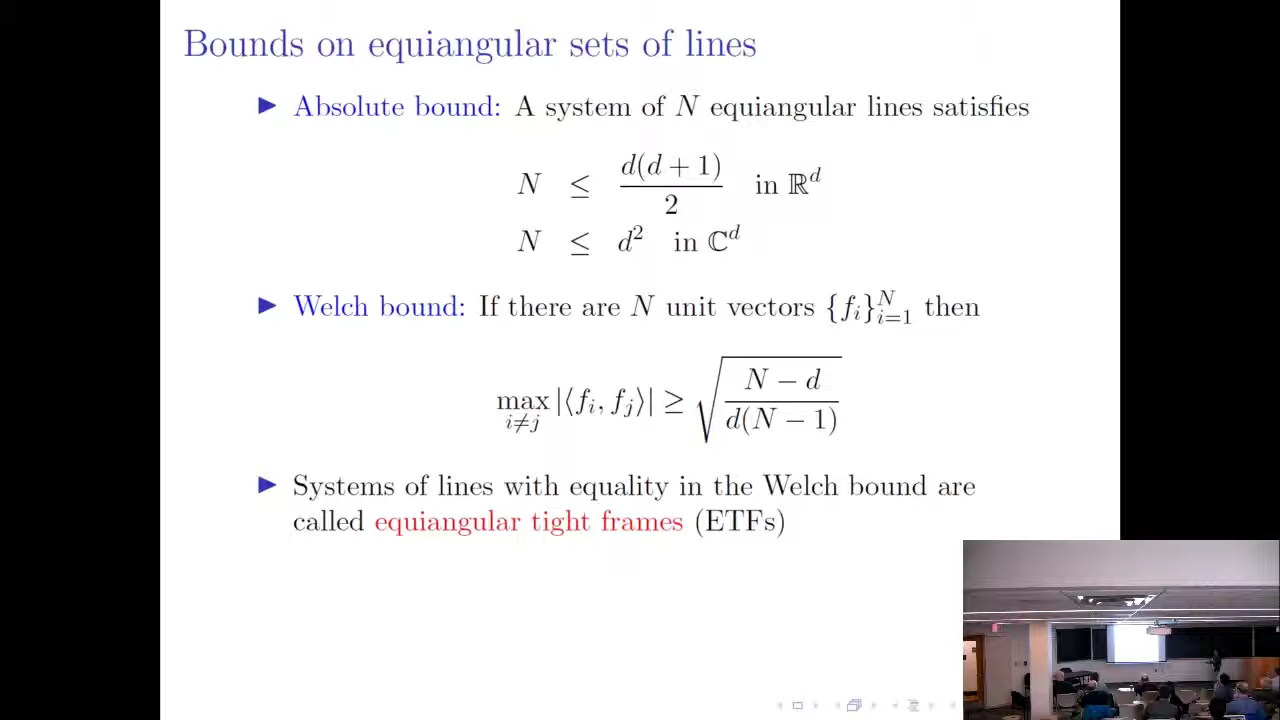 Bounds on equiangular sets of lines
▶ Absolute bound: A system of N equiangular lines satisfies
N ≤ d(d + 1)/2 in ℝ^d
N ≤ d² in ℂ^d
▶ Welch bound: If there are N unit vectors {f_i}_{i=1}^N then
max_{i≠j} |⟨f_i, f_j⟩| ≥ √((N − d)/(d(N − 1)))
▶ Systems of lines with equality in the Welch bound are
called equiangular tight frames (ETFs)